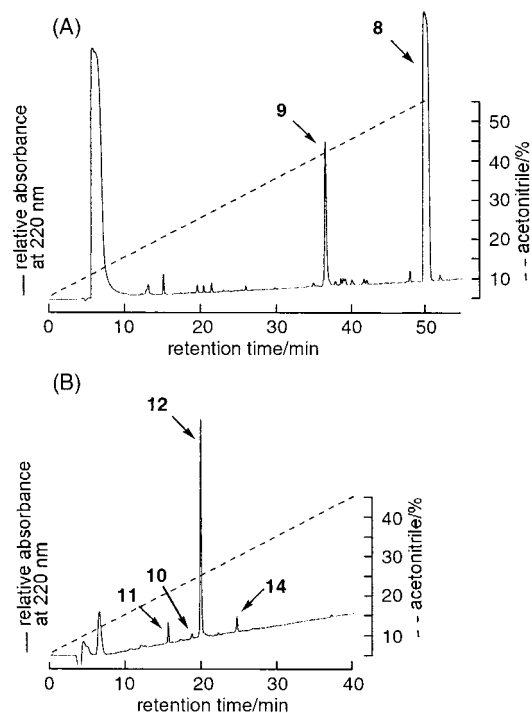 (A)
8
9
— relative absorbance
at 220 nm
50
40
30
20
10
-- acetonitrile/%
0
10
20
30
40
50
retention time/min
(B)
12
11
10
14
— relative absorbance
at 220 nm
40
30
20
10
-- acetonitrile/%
0
10
20
30
40
retention time/min